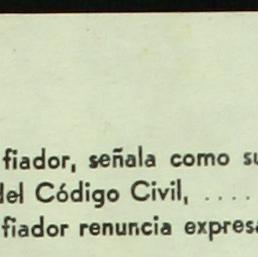 fiador, señala como su
del Código Civil, ....
fiador renuncia expresa